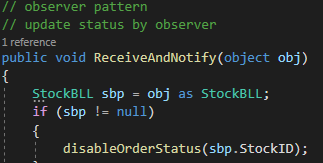 // observer pattern
// update status by observer
1 reference
public void ReceiveAndNotify(object obj)
{
StockBLL sbp = obj as StockBLL;
if (sbp != null)
{
disableOrderStatus(sbp.StockID);